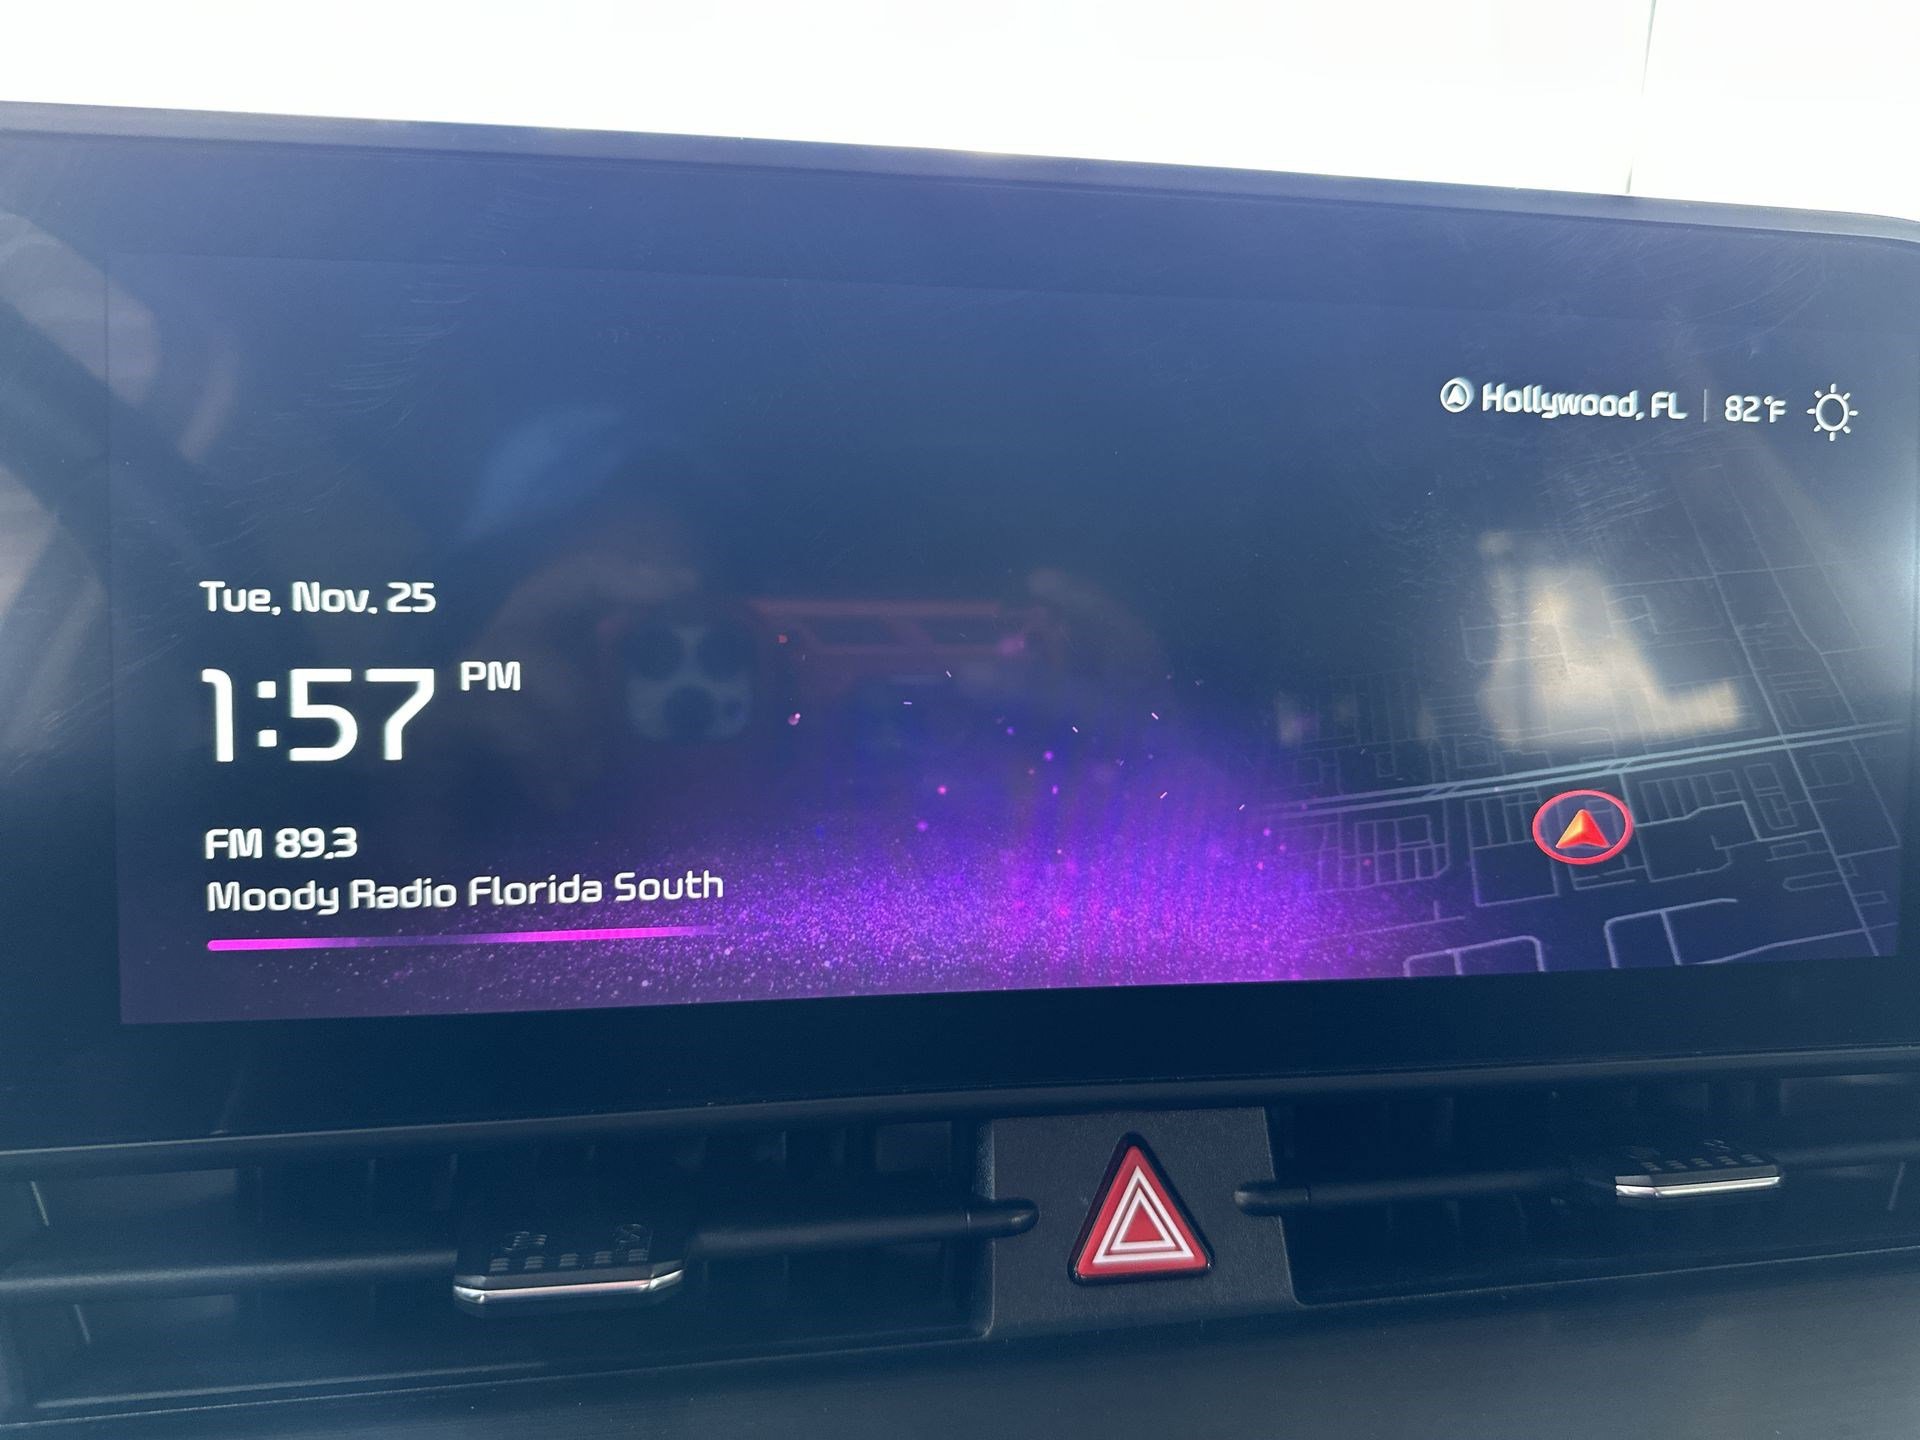 Hollywood, FL | 82°F
Tue, Nov. 25
1:57 PM
FM 89.3
Moody Radio Florida South